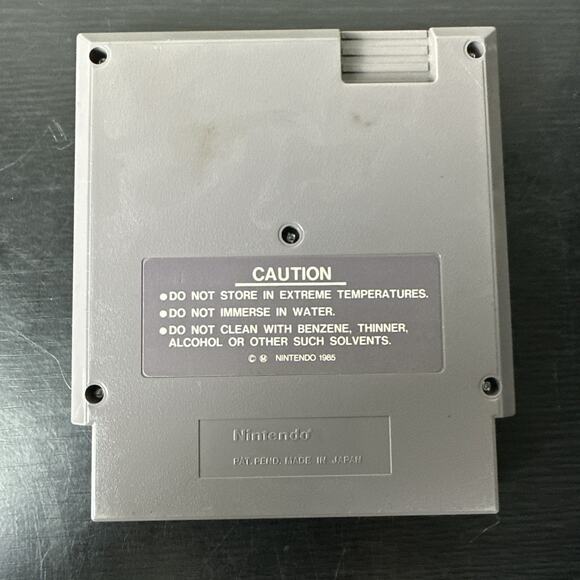 CAUTION
●DO NOT STORE IN EXTREME TEMPERATURES.
●DO NOT IMMERSE IN WATER.
●DO NOT CLEAN WITH BENZENE, THINNER,
ALCOHOL OR OTHER SUCH SOLVENTS.
© Ⓜ NINTENDO 1985
Nintendo®
PAT. PEND. MADE IN JAPAN